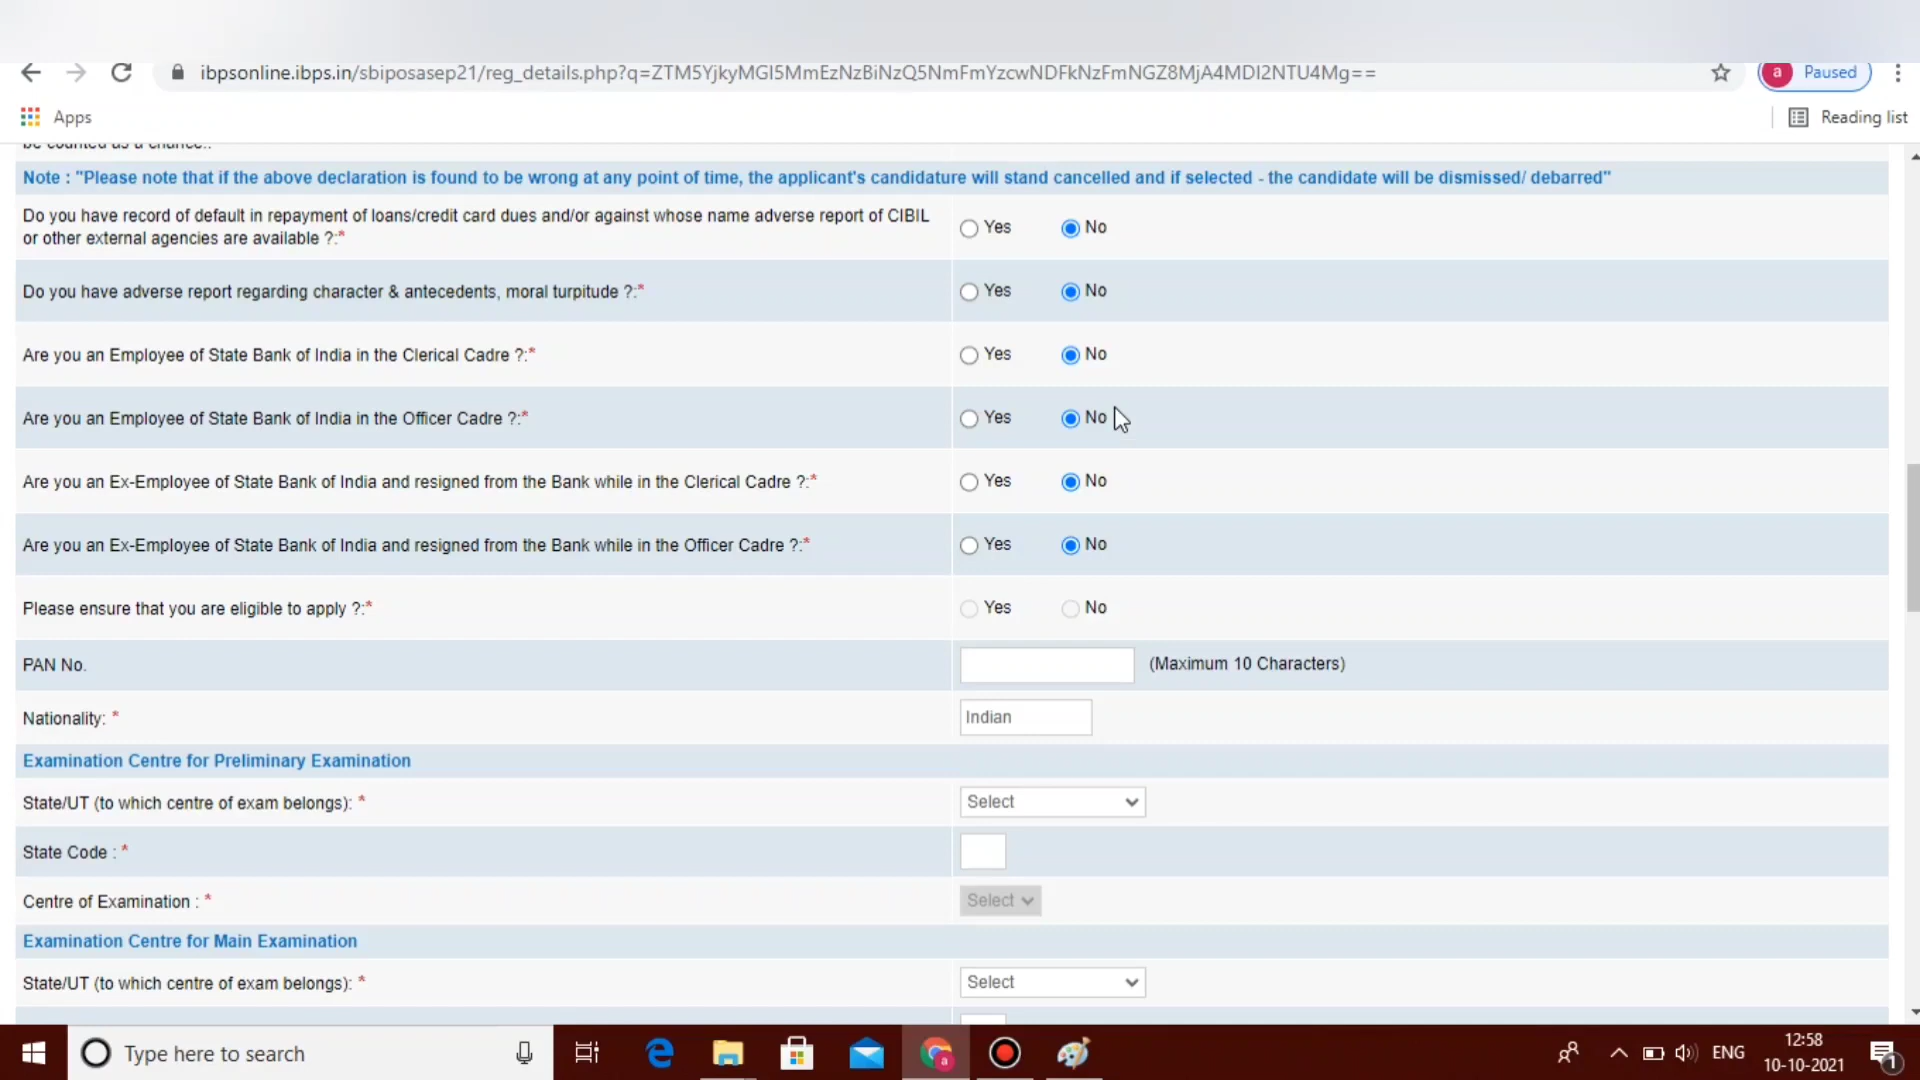 ibpsonline.ibps.in/sbiposasep21/reg_details.php?q=ZTM5YjkyMGI5MmEzNzBiNzQ5NmFmYzcwNDFkNzFmNGZ8MjA4MDI2NTU4Mg==
a Paused
Apps
Reading list
be counted as a chance..
Note : "Please note that if the above declaration is found to be wrong at any point of time, the applicant's candidature will stand cancelled and if selected - the candidate will be dismissed/ debarred"
Do you have record of default in repayment of loans/credit card dues and/or against whose name adverse report of CIBIL
or other external agencies are available ?:*
Yes No
Do you have adverse report regarding character & antecedents, moral turpitude ?:*
Yes No
Are you an Employee of State Bank of India in the Clerical Cadre ?:*
Yes No
Are you an Employee of State Bank of India in the Officer Cadre ?:*
Yes No
Are you an Ex-Employee of State Bank of India and resigned from the Bank while in the Clerical Cadre ?:*
Yes No
Are you an Ex-Employee of State Bank of India and resigned from the Bank while in the Officer Cadre ?:*
Yes No
Please ensure that you are eligible to apply ?:*
Yes No
PAN No.
(Maximum 10 Characters)
Nationality: *
Indian
Examination Centre for Preliminary Examination
State/UT (to which centre of exam belongs): *
Select
State Code : *
Centre of Examination : *
Select
Examination Centre for Main Examination
State/UT (to which centre of exam belongs): *
Select
Type here to search
a
ENG
12:58
10-10-2021
1